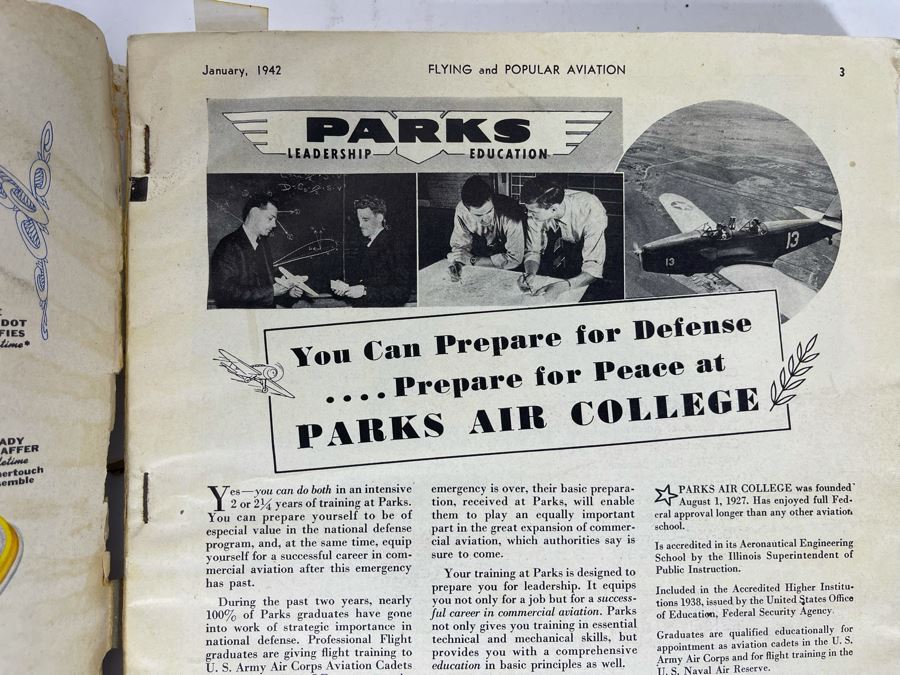 DOT
FIES
time*
ADY
AFFER
lifetime
nertouch
semble
January, 1942 FLYING and POPULAR AVIATION 3
PARKS
LEADERSHIP EDUCATION
13
13
You Can Prepare for Defense
....Prepare for Peace at
PARKS AIR COLLEGE
Yes—you can do both in an intensive
2 or 2¼ years of training at Parks.
You can prepare yourself to be of
especial value in the national defense
program, and, at the same time, equip
yourself for a successful career in com-
mercial aviation after this emergency
has past.
During the past two years, nearly
100% of Parks graduates have gone
into work of strategic importance in
national defense. Professional Flight
graduates are giving flight training to
U. S. Army Air Corps Aviation Cadets
emergency is over, their basic prepara-
tion, received at Parks, will enable
them to play an equally important
part in the great expansion of commer-
cial aviation, which authorities say is
sure to come.
Your training at Parks is designed to
prepare you for leadership. It equips
you not only for a job but for a success-
ful career in commercial aviation. Parks
not only gives you training in essential
technical and mechanical skills, but
provides you with a comprehensive
education in basic principles as well.
PARKS AIR COLLEGE was founded
August 1, 1927. Has enjoyed full Fed-
eral approval longer than any other aviation
school.
Is accredited in its Aeronautical Engineering
School by the Illinois Superintendent of
Public Instruction.
Included in the Accredited Higher Institu-
tions 1938, issued by the United States Office
of Education, Federal Security Agency.
Graduates are qualified educationally for
appointment as aviation cadets in the U. S.
Army Air Corps and for flight training in the
U. S. Naval Air Reserve.